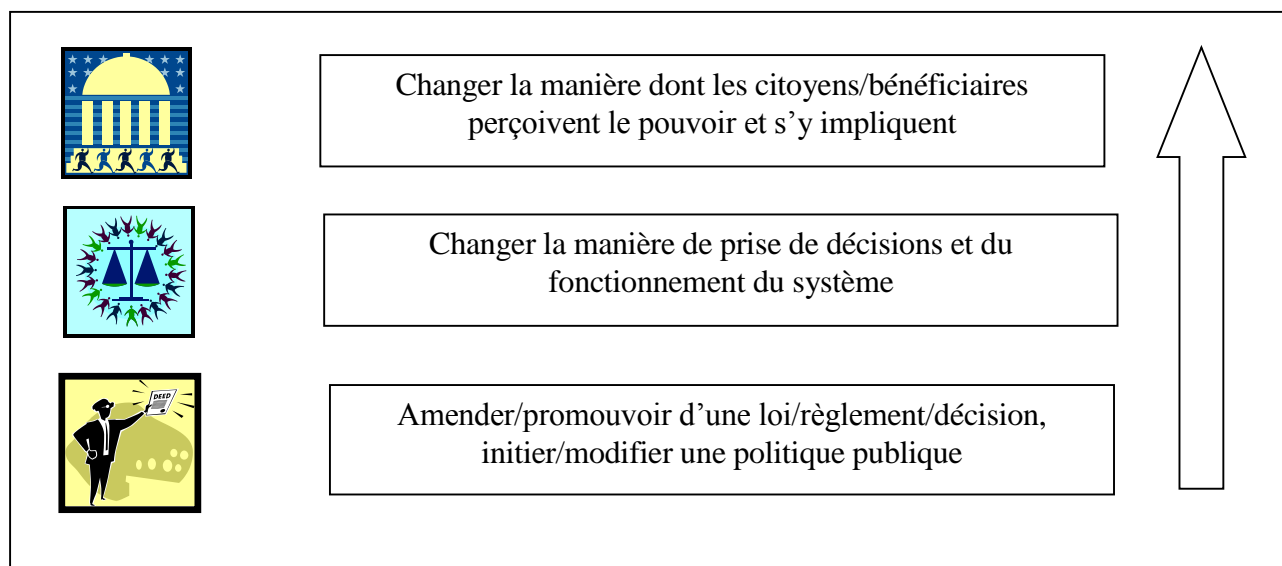 Changer la manière dont les citoyens/bénéficiaires
perçoivent le pouvoir et s’y impliquent
Changer la manière de prise de décisions et du
fonctionnement du système
DEED
Amender/promouvoir d’une loi/règlement/décision,
initier/modifier une politique publique